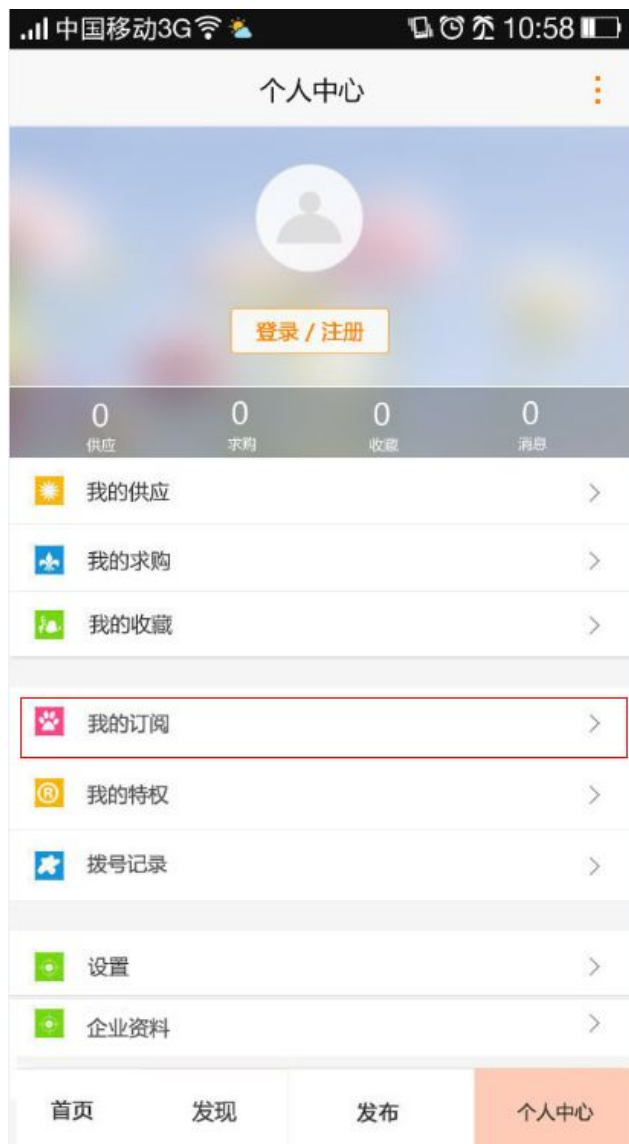 中国移动3G 10:58
个人中心
登录 / 注册
0 0 0 0
供应 求购 收藏 消息
我的供应
我的求购
我的收藏
我的订阅
® 我的特权
拨号记录
设置
企业资料
首页 发现 发布 个人中心